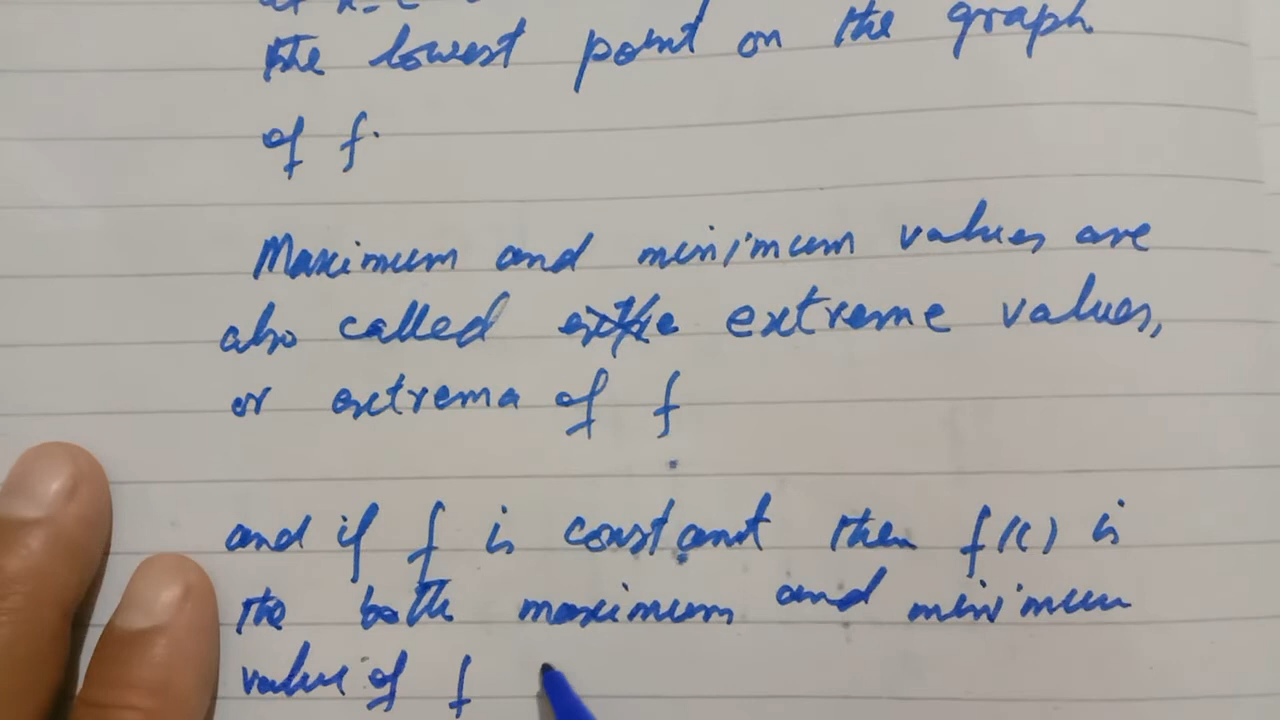 the lowest point on the graph
of f.
Maximum and minimum values are
also called extreme values,
or extrema of f
and if f is constant then f(c) is
the both maximum and minimum
value of f